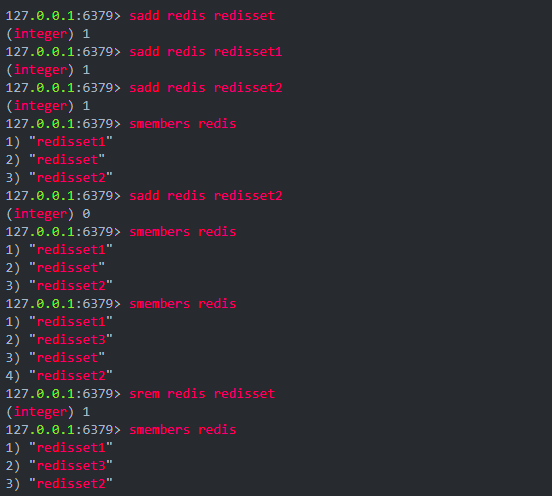 127.0.0.1:6379> sadd redis redisset
(integer) 1
127.0.0.1:6379> sadd redis redisset1
(integer) 1
127.0.0.1:6379> sadd redis redisset2
(integer) 1
127.0.0.1:6379> smembers redis
1) "redisset1"
2) "redisset"
3) "redisset2"
127.0.0.1:6379> sadd redis redisset2
(integer) 0
127.0.0.1:6379> smembers redis
1) "redisset1"
2) "redisset"
3) "redisset2"
127.0.0.1:6379> smembers redis
1) "redisset1"
2) "redisset3"
3) "redisset"
4) "redisset2"
127.0.0.1:6379> srem redis redisset
(integer) 1
127.0.0.1:6379> smembers redis
1) "redisset1"
2) "redisset3"
3) "redisset2"